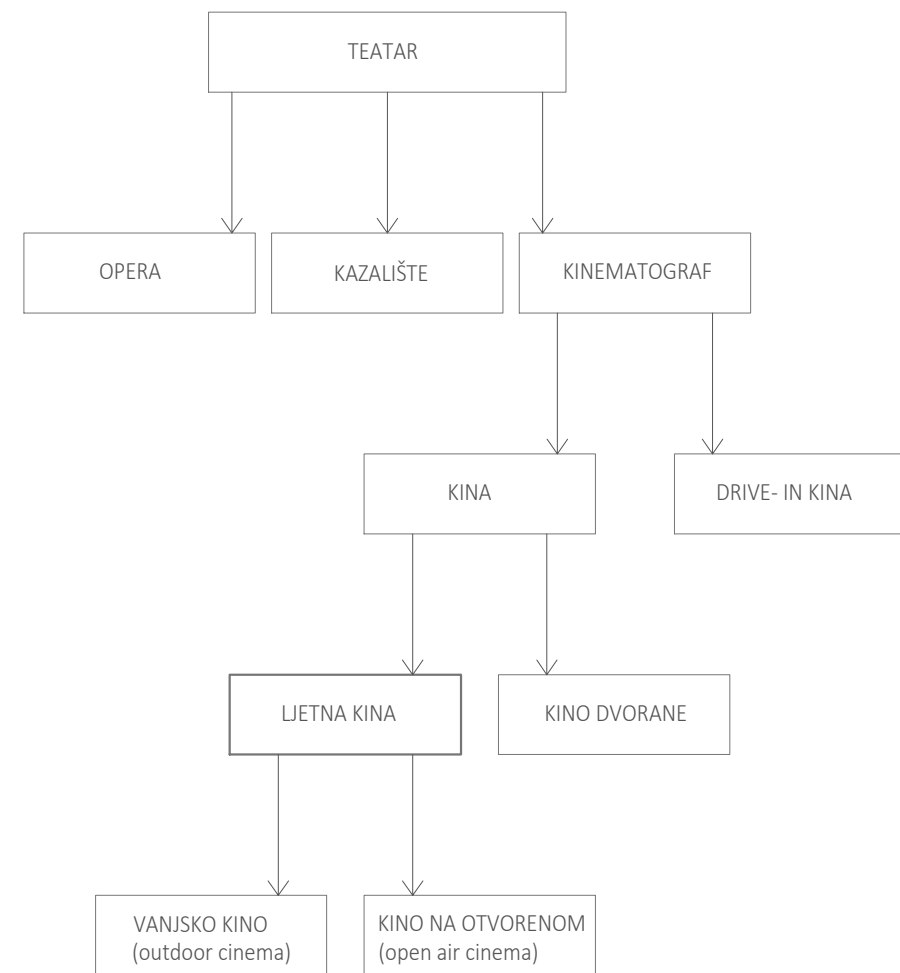 TEATAR
OPERA
KAZALIŠTE
KINEMATOGRAF
KINA
DRIVE- IN KINA
LJETNA KINA
KINO DVORANE
VANJSKO KINO
(outdoor cinema)
KINO NA OTVORENOM
(open air cinema)